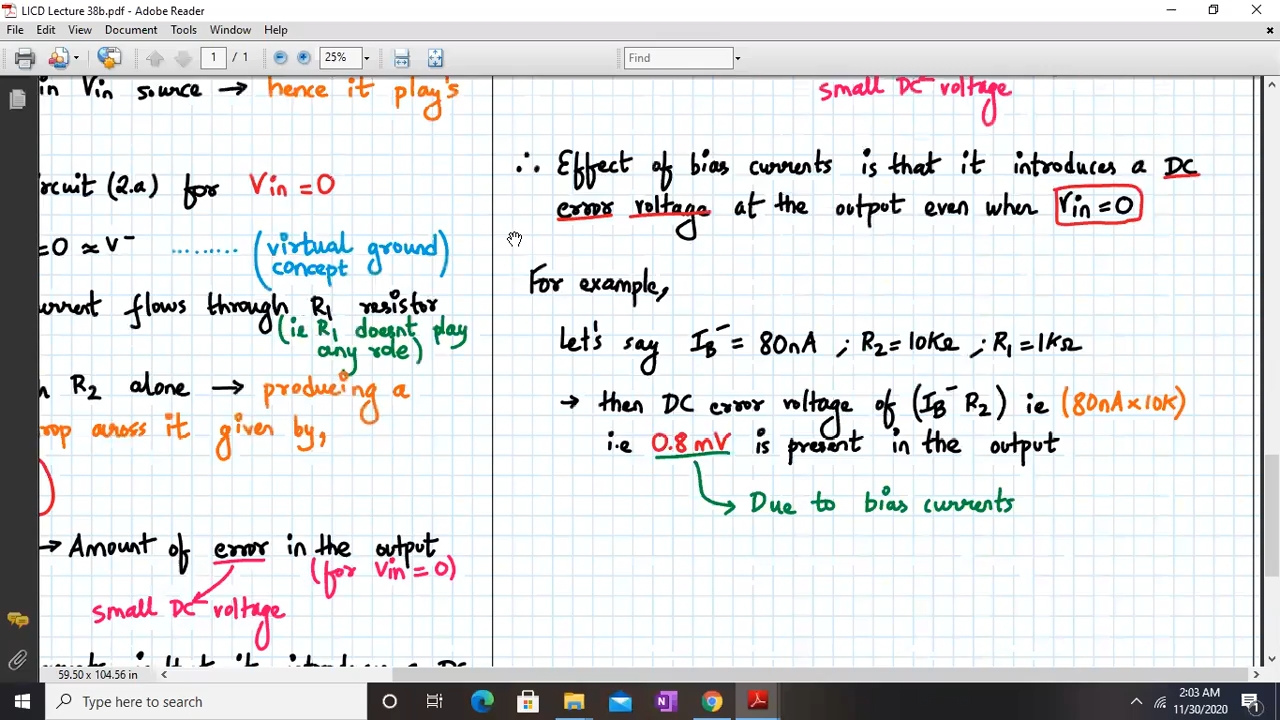 LICD Lecture 38b.pdf - Adobe Reader
File Edit View Document Tools Window Help
1 / 1 25% Find
in Vin source → hence it play's
circuit (2.a) for Vin = 0
=0 ≈ V⁻ ......... (virtual ground
concept)
current flows through R1 resistor
(ie R1 doesnt play
any role)
R2 alone → producing a
drop across it given by,
→ Amount of error in the output
(for Vin = 0)
small DC voltage
small DC voltage
∴ Effect of bias currents is that it introduces a DC
error voltage at the output even when Vin = 0
For example,
Let's say IB⁻ = 80nA ; R2 = 10KΩ ; R1 = 1KΩ
→ then DC error voltage of (IB⁻ R2) ie (80nA×10K)
i.e 0.8mV is present in the output
→ Due to bias currents
59.50 x 104.56 in
Type here to search
2:03 AM
11/30/2020
1